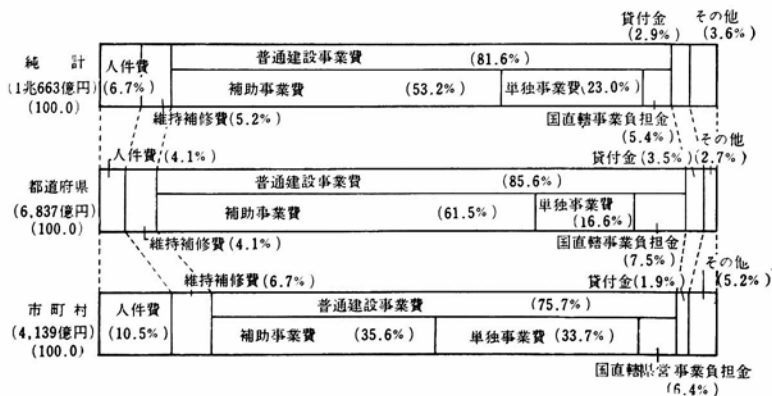 貸付金 その他
(2.9%) (3.6%)
純計 人件費 普通建設事業費 (81.6%)
(1兆663億円) (6.7%) 補助事業費 (53.2%) 単独事業費 (23.0%)
(100.0) 維持補修費(5.2%) 国直轄事業負担金
(5.4%) その他
人件費(4.1%) 貸付金(3.5%) (2.7%)
都道府県 普通建設事業費 (85.6%)
(6,837億円) 補助事業費 (61.5%) 単独事業費
(16.6%)
(100.0) 維持補修費(4.1%) 国直轄事業負担金
(7.5%) その他
維持補修費(6.7%) 貸付金(1.9%) (5.2%)
市町村 人件費 普通建設事業費 (75.7%)
(4,139億円) (10.5%) 補助事業費 (35.6%) 単独事業費 (33.7%)
(100.0)
国直轄県営事業負担金
(6.4%)